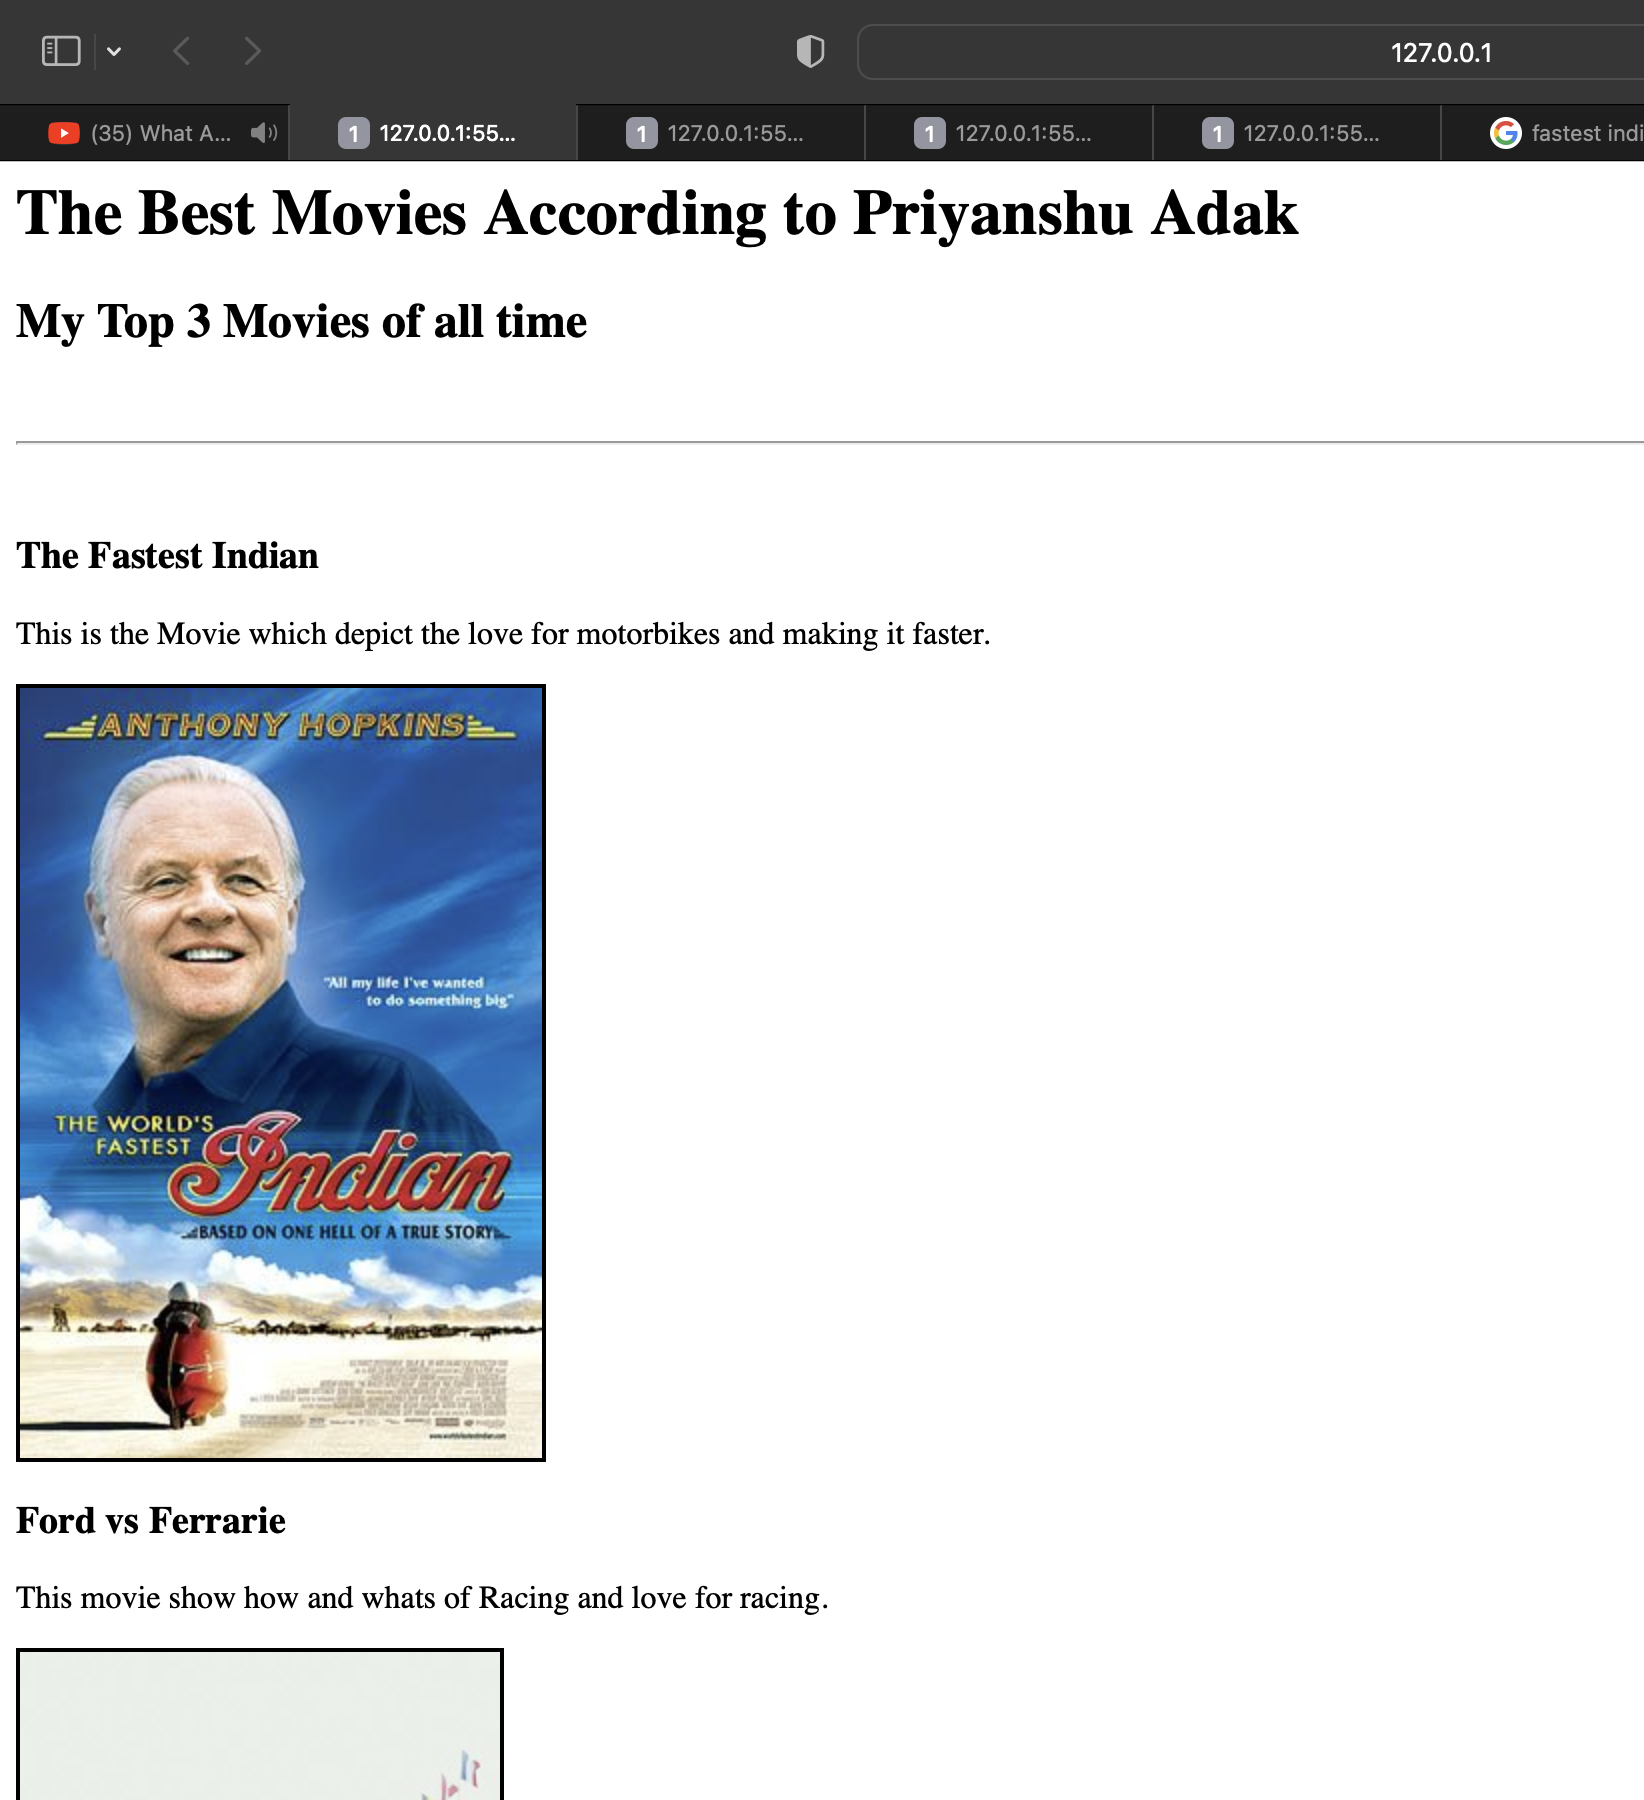 127.0.0.1
(35) What A...
1 127.0.0.1:55...
1 127.0.0.1:55...
1 127.0.0.1:55...
1 127.0.0.1:55...
fastest indi
The Best Movies According to Priyanshu Adak
My Top 3 Movies of all time
The Fastest Indian
This is the Movie which depict the love for motorbikes and making it faster.
ANTHONY HOPKINS
"All my life I've wanted
to do something big"
THE WORLD'S
FASTEST
Indian
BASED ON ONE HELL OF A TRUE STORY
Ford vs Ferrarie
This movie show how and whats of Racing and love for racing.